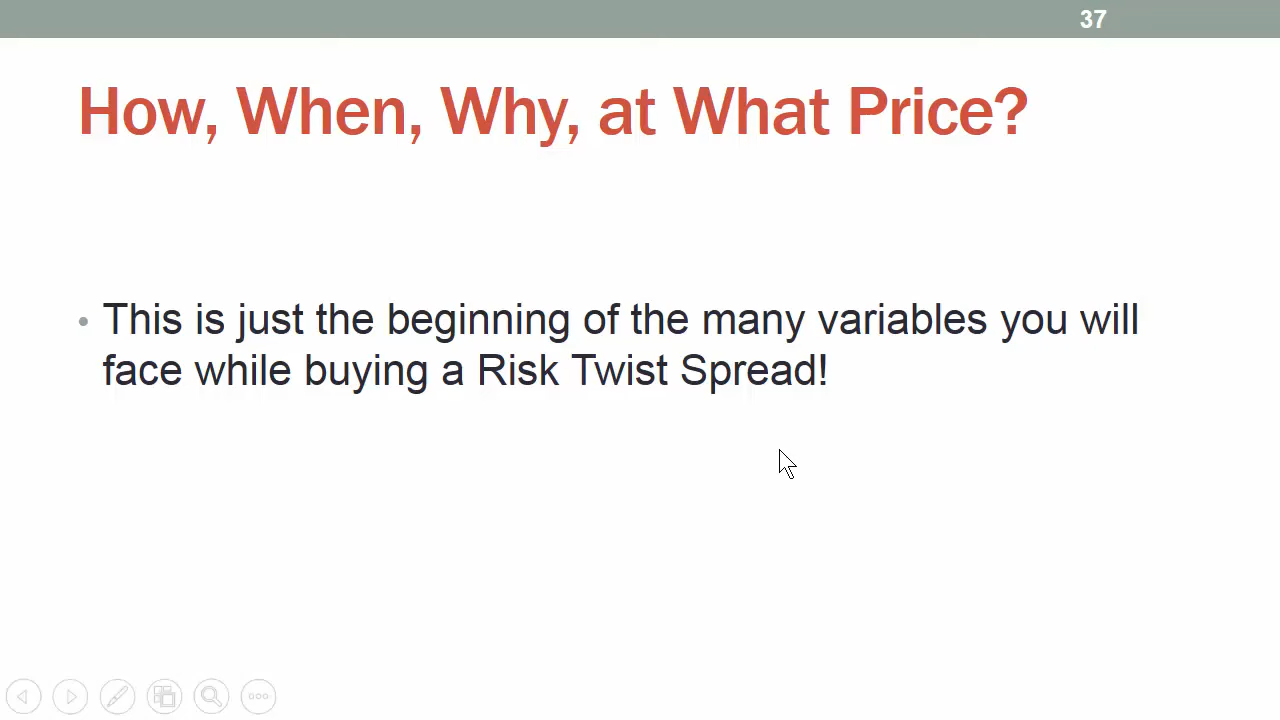 37
How, When, Why, at What Price?
• This is just the beginning of the many variables you will
face while buying a Risk Twist Spread!